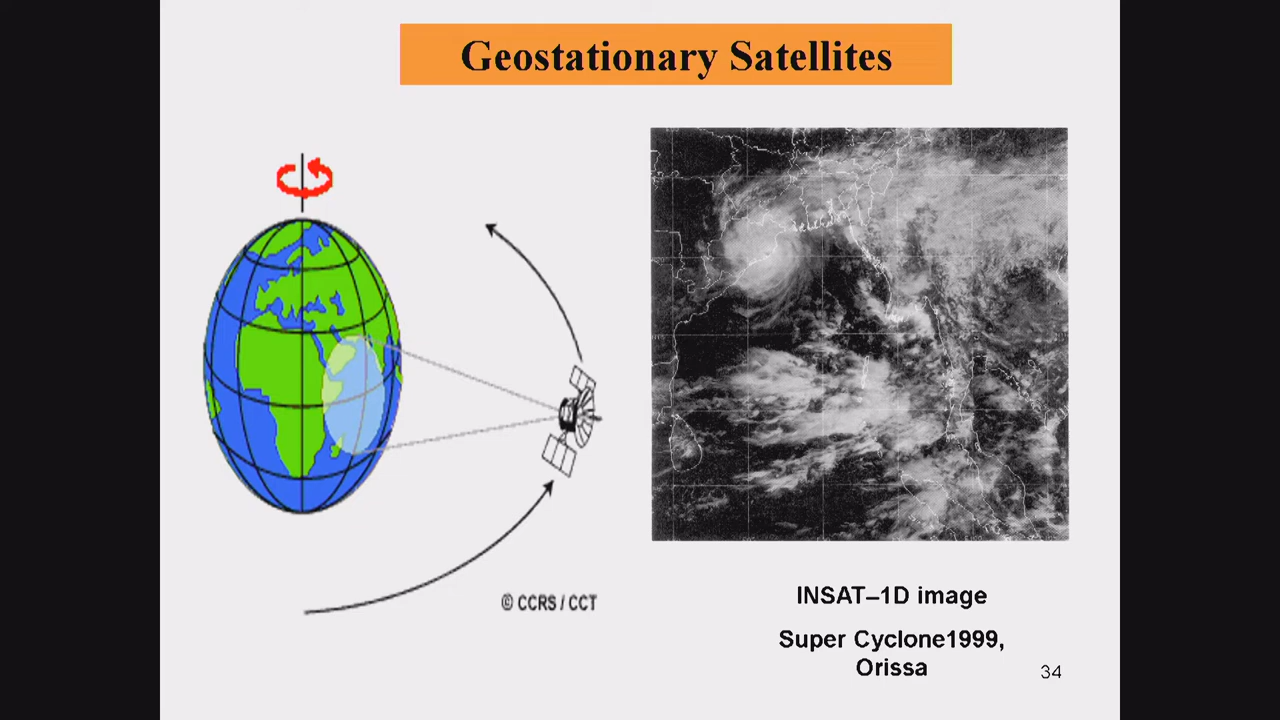 Geostationary Satellites
© CCRS / CCT
INSAT–1D image
Super Cyclone1999,
Orissa
34